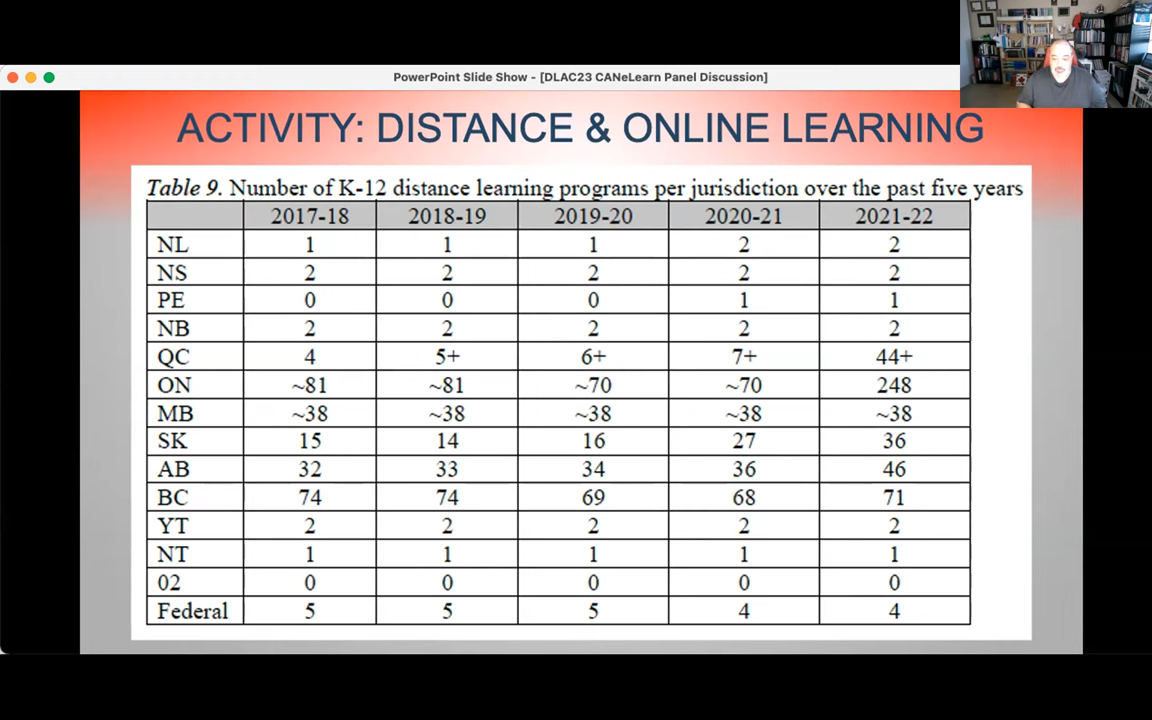 PowerPoint Slide Show - [DLAC23 CANeLearn Panel Discussion]
ACTIVITY: DISTANCE & ONLINE LEARNING
Table 9. Number of K-12 distance learning programs per jurisdiction over the past five years
2017-18 2018-19 2019-20 2020-21 2021-22
NL 1 1 1 2 2
NS 2 2 2 2 2
PE 0 0 0 1 1
NB 2 2 2 2 2
QC 4 5+ 6+ 7+ 44+
ON ~81 ~81 ~70 ~70 248
MB ~38 ~38 ~38 ~38 ~38
SK 15 14 16 27 36
AB 32 33 34 36 46
BC 74 74 69 68 71
YT 2 2 2 2 2
NT 1 1 1 1 1
02 0 0 0 0 0
Federal 5 5 5 4 4